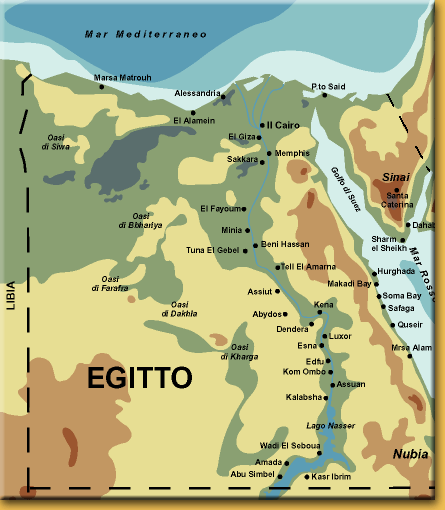 Mar Mediterraneo
Marsa Matrouh
Alessandria
P.to Said
El Alamein
Il Cairo
Oasi
di Siwa
El Giza
Memphis
Sakkara
Golfo di Suez
Sinai
Santa
Caterina
El Fayoum
Oasi
di Bbhariya
Dahab
Minia
Sharm
el Sheikh
Beni Hassan
Tuna El Gebel
Mar Rosso
Tell El Amarna
Hurghada
Oasi
di Farafra
Makadi Bay
LIBIA
Assiut
Soma Bay
Oasi
di Dakhla
Safaga
Kena
Abydos
Quseir
Dendera
Luxor
Oasi
di Kharga
Esna
Mrsa Alam
Edfu
Kom Ombo
EGITTO
Assuan
Kalabsha
Lago Nasser
Wadi El Seboua
Nubia
Amada
Abu Simbel
Kasr Ibrim